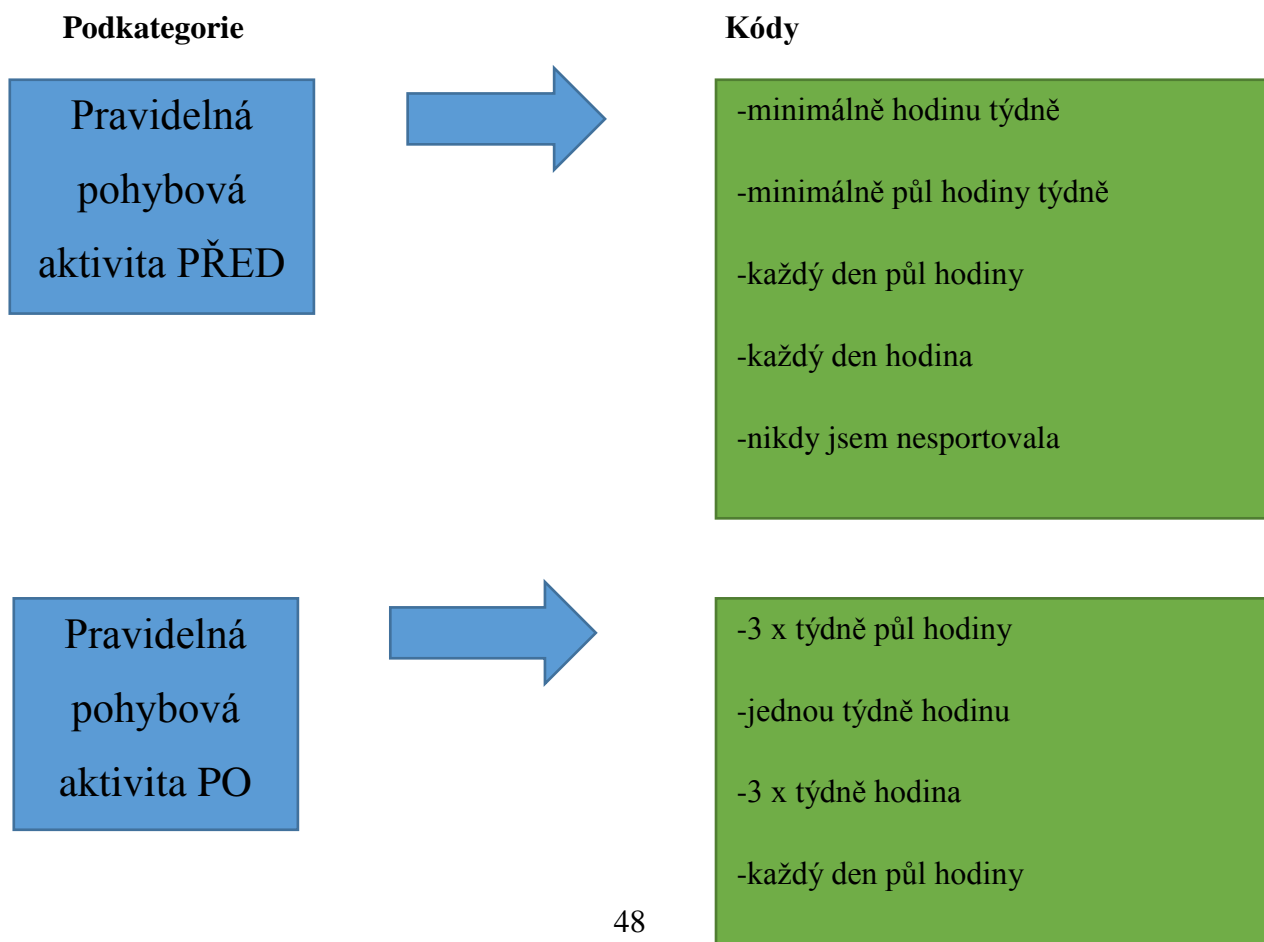 Podkategorie
Kódy
Pravidelná
pohybová
aktivita PŘED
-minimálně hodinu týdně
-minimálně půl hodiny týdně
-každý den půl hodiny
-každý den hodina
-nikdy jsem nesportovala
Pravidelná
pohybová
aktivita PO
-3 x týdně půl hodiny
-jednou týdně hodinu
-3 x týdně hodina
-každý den půl hodiny
48